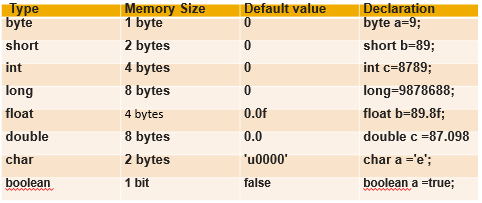 Type Memory Size Default value Declaration
byte 1 byte 0 byte a=9;
short 2 bytes 0 short b=89;
int 4 bytes 0 int c=8789;
long 8 bytes 0 long=9878688;
float 4 bytes 0.0f float b=89.8f;
double 8 bytes 0.0 double c =87.098
char 2 bytes 'u0000' char a ='e';
boolean 1 bit false boolean a =true;